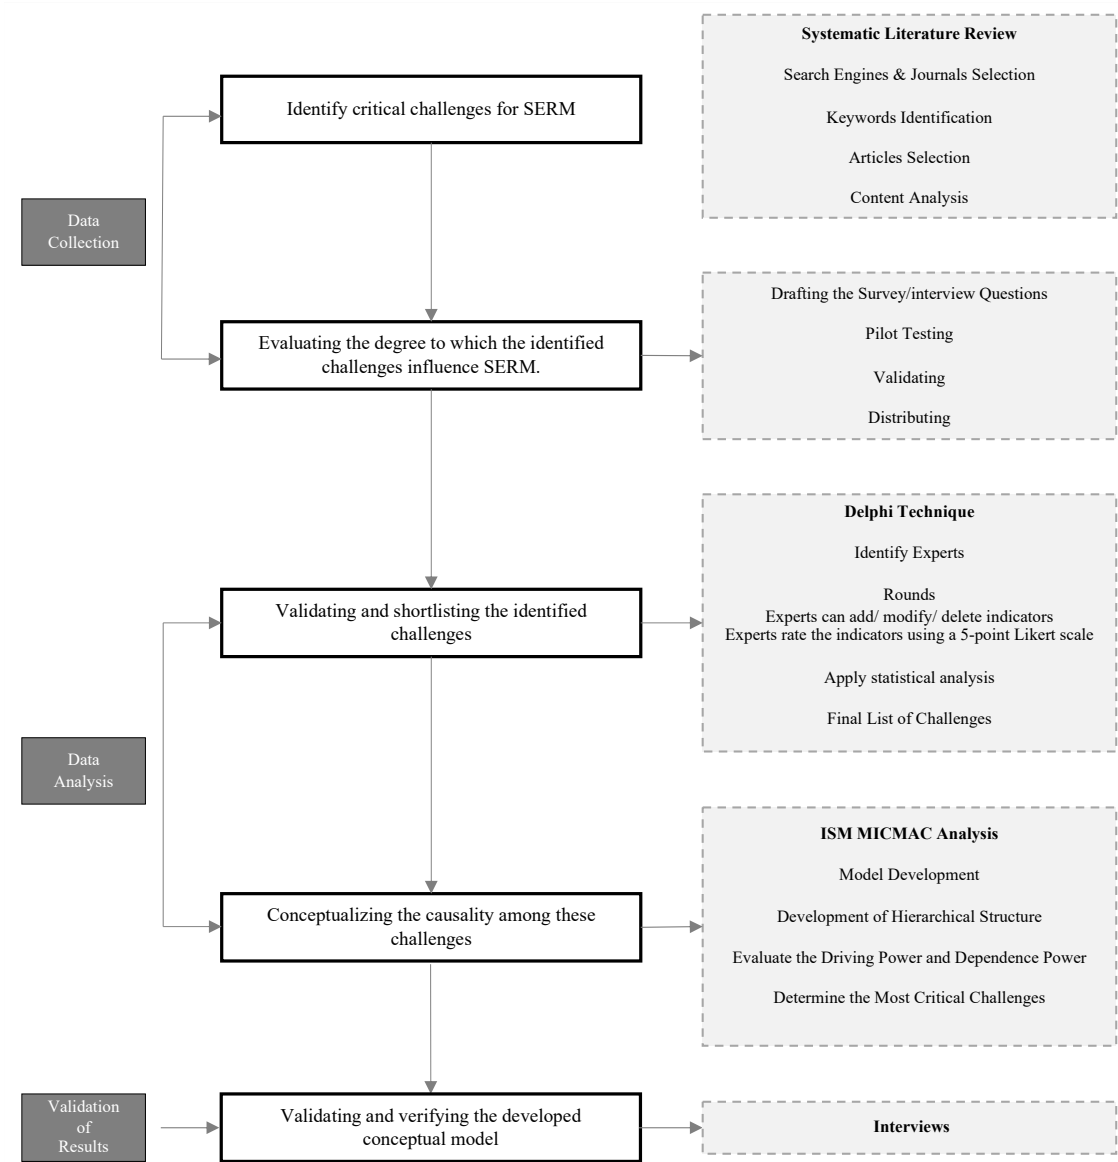 Systematic Literature Review
Search Engines & Journals Selection
Keywords Identification
Articles Selection
Content Analysis
Identify critical challenges for SERM
Data
Collection
Drafting the Survey/interview Questions
Pilot Testing
Validating
Distributing
Evaluating the degree to which the identified
challenges influence SERM.
Delphi Technique
Identify Experts
Rounds
Experts can add/ modify/ delete indicators
Experts rate the indicators using a 5-point Likert scale
Apply statistical analysis
Final List of Challenges
Validating and shortlisting the identified
challenges
Data
Analysis
ISM MICMAC Analysis
Model Development
Development of Hierarchical Structure
Evaluate the Driving Power and Dependence Power
Determine the Most Critical Challenges
Conceptualizing the causality among these
challenges
Validation
of
Results
Validating and verifying the developed
conceptual model
Interviews